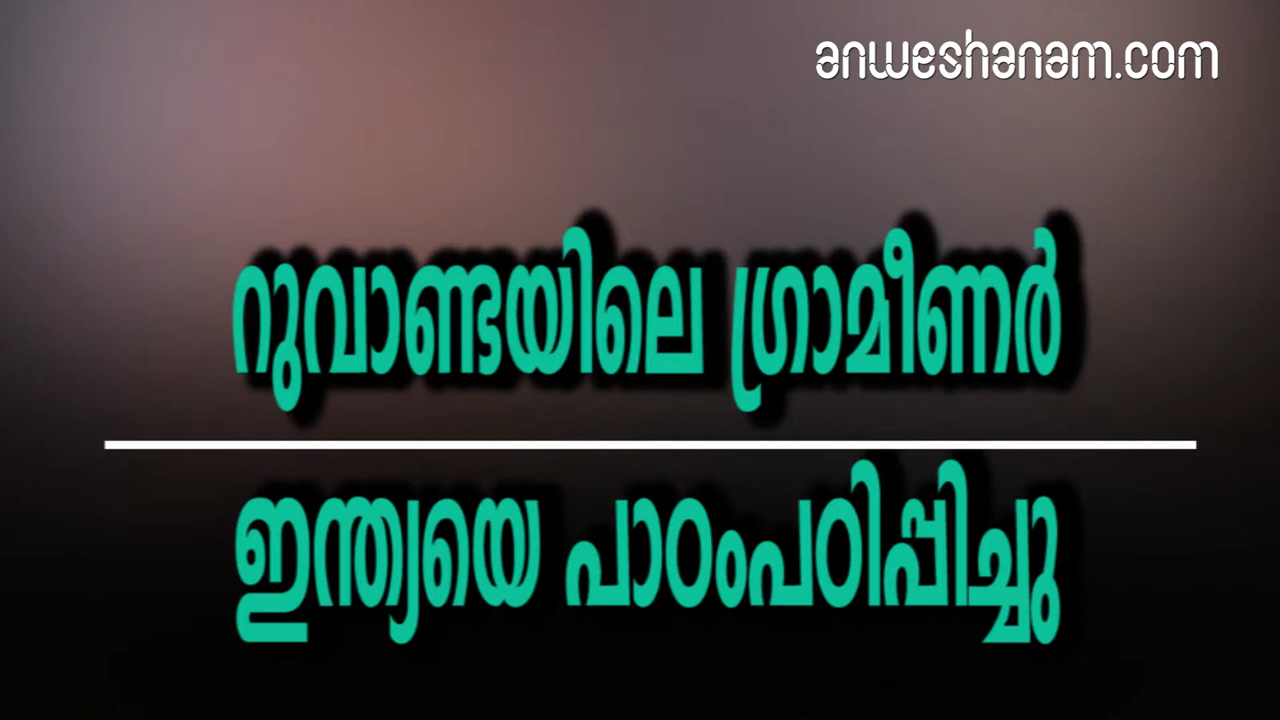 anweshanam.com
റുവാണ്ടയിലെ ഗ്രാമീണർ
ഇന്ത്യയെ പാഠംപഠിപ്പിച്ചു